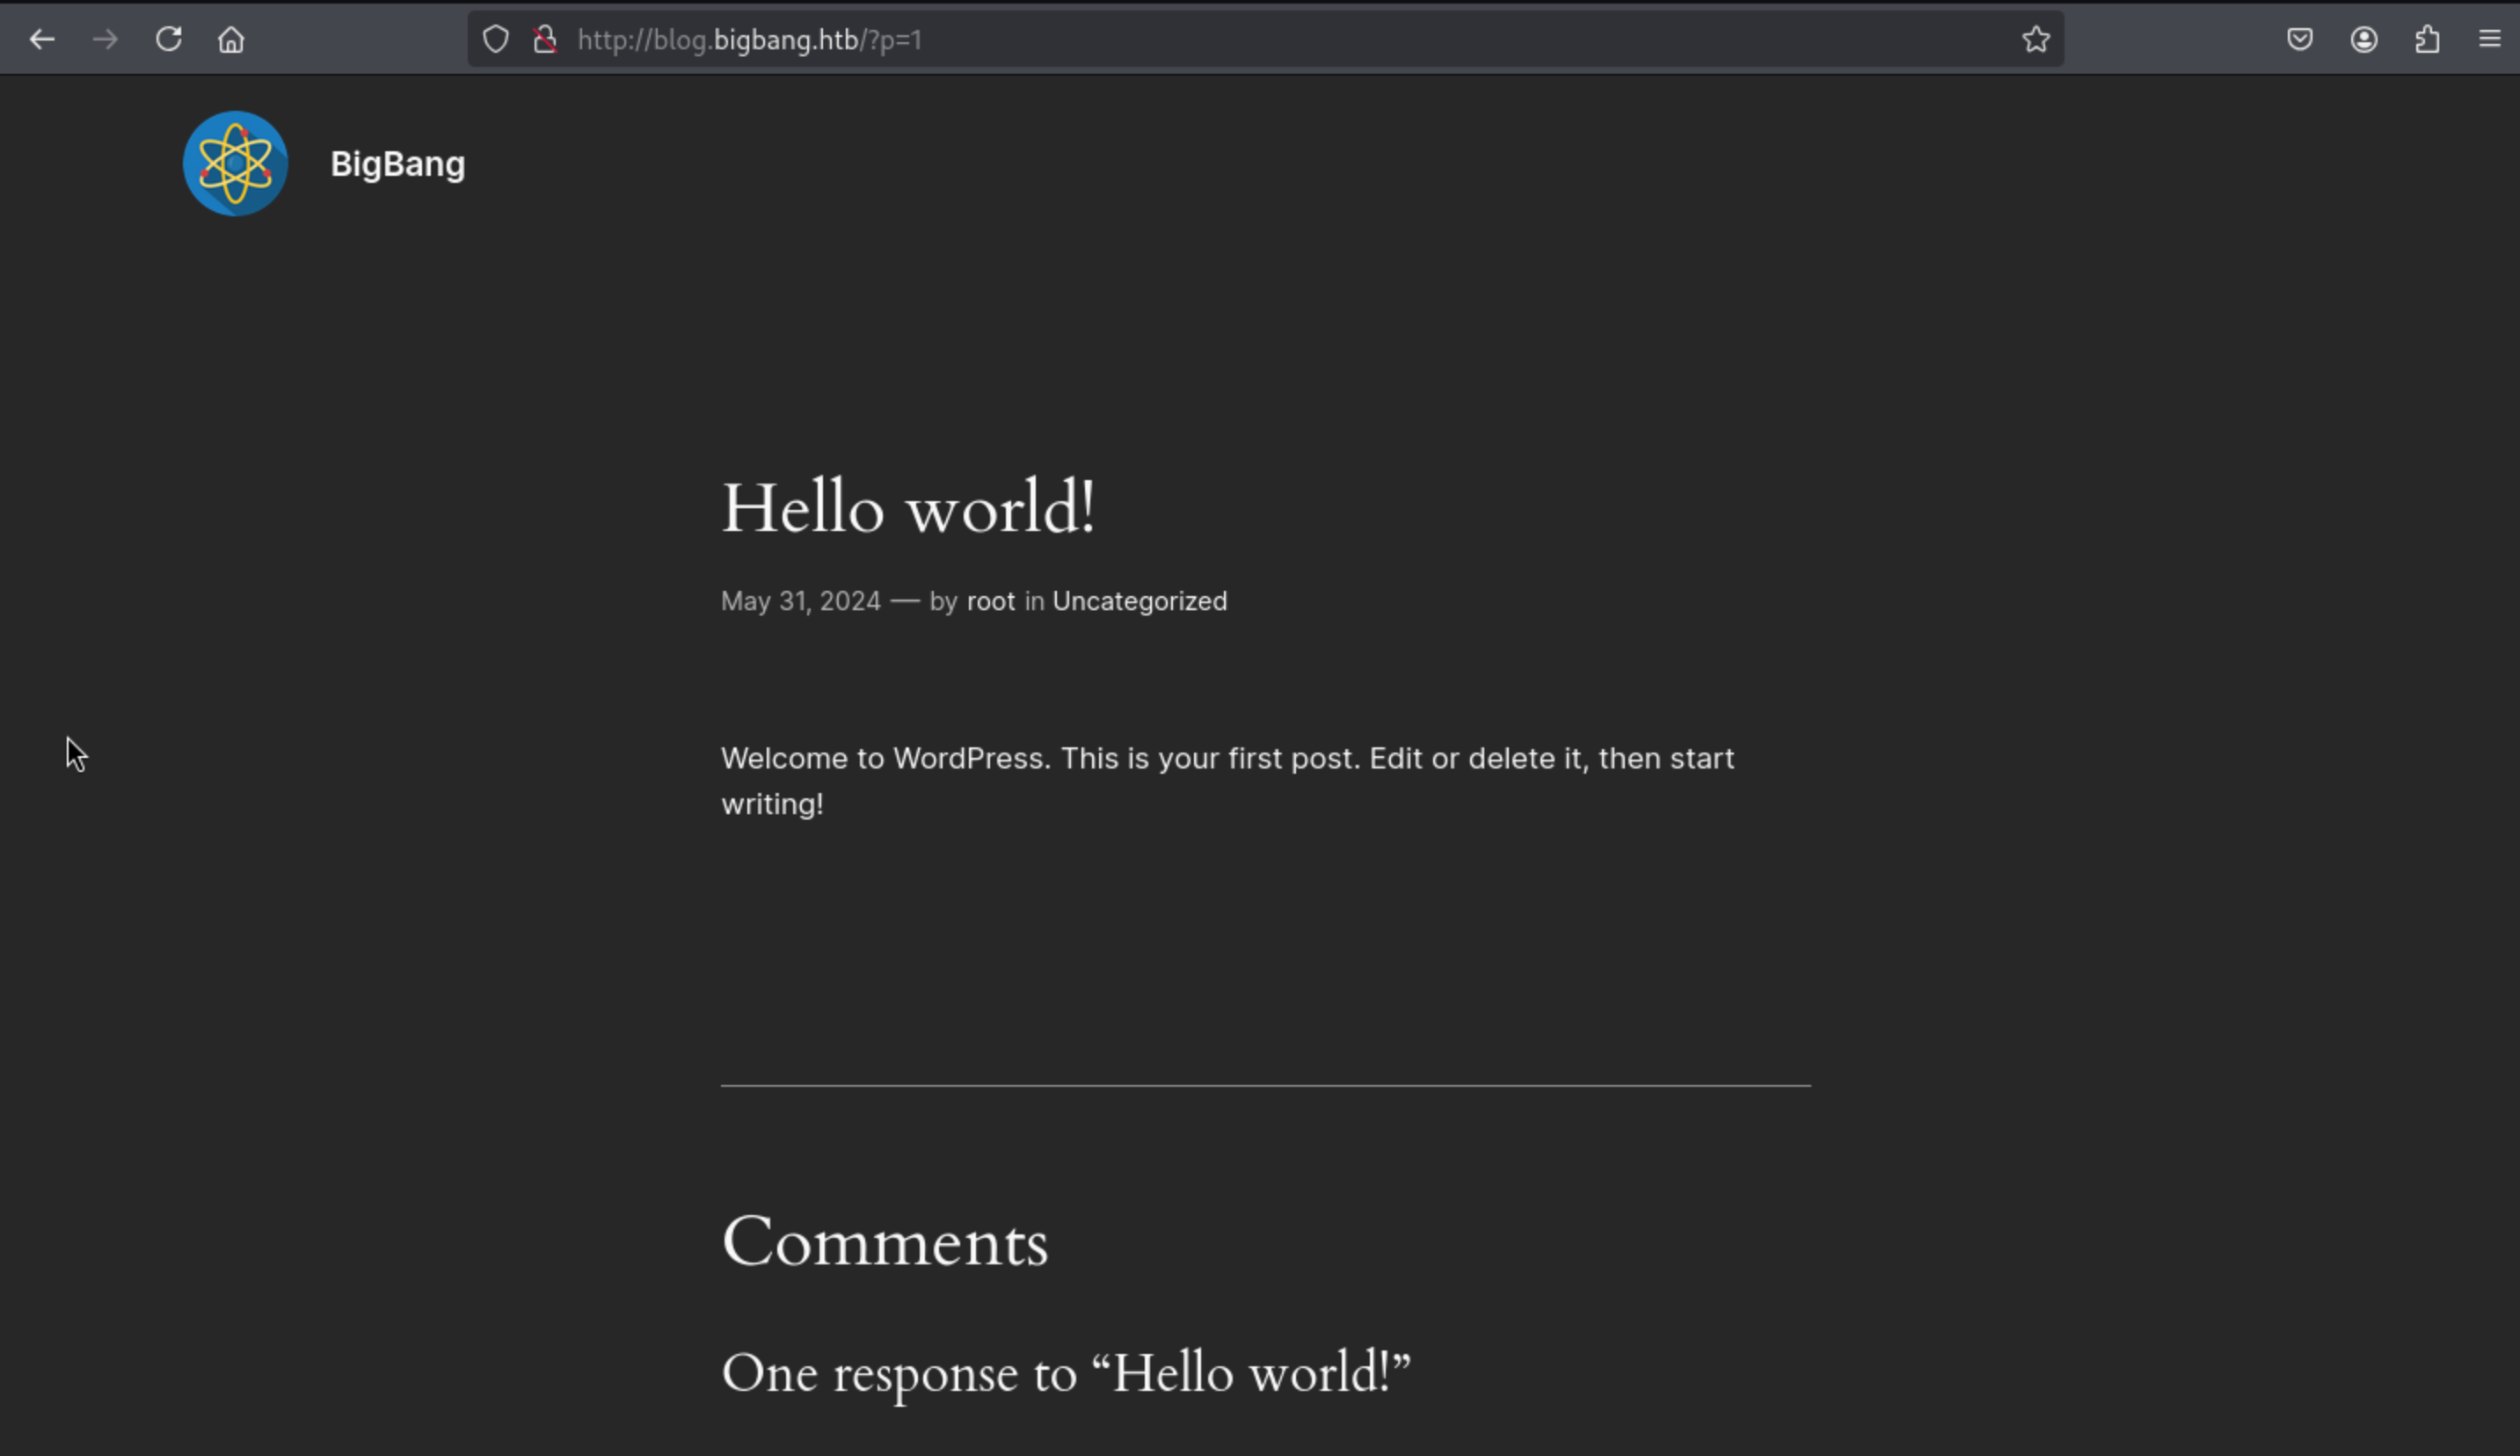 http://blog.bigbang.htb/?p=1
BigBang
Hello world!
May 31, 2024 — by root in Uncategorized
Welcome to WordPress. This is your first post. Edit or delete it, then start
writing!
Comments
One response to “Hello world!”